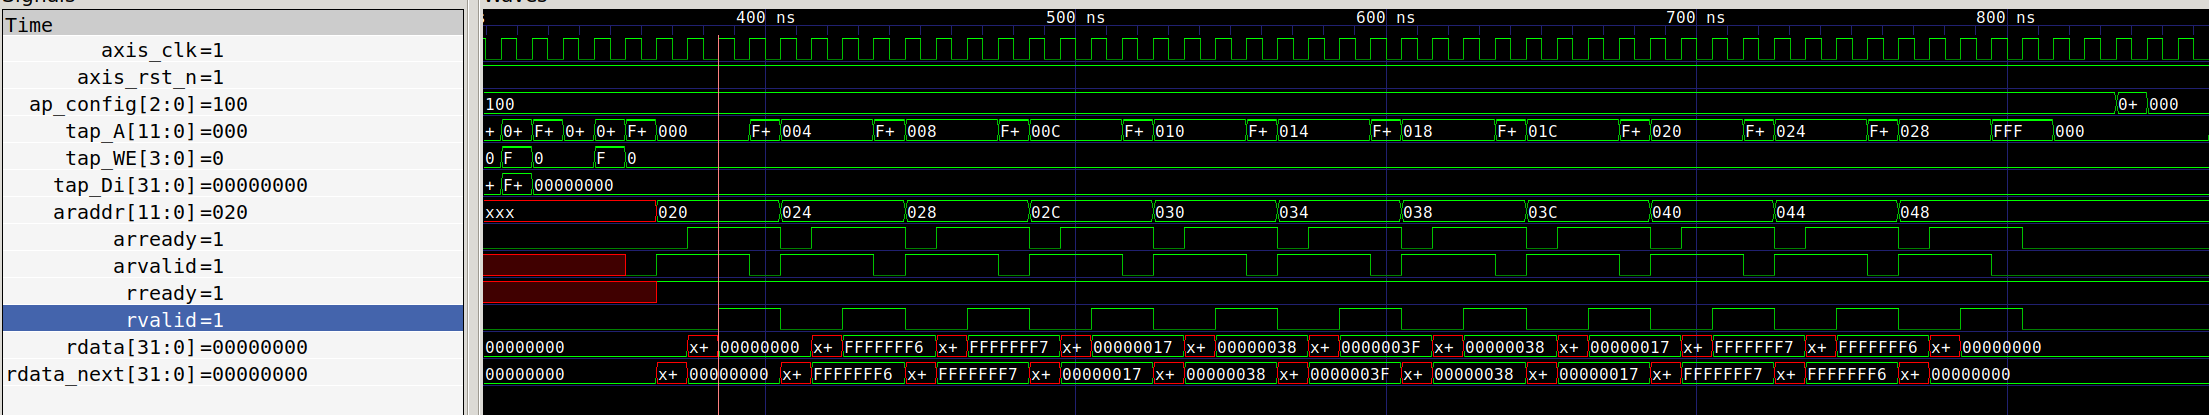 Signals Waves
Time 400 ns 500 ns 600 ns 700 ns 800 ns
axis_clk=1
axis_rst_n=1
ap_config[2:0]=100 100 0+ 000
tap_A[11:0]=000 + 0+ F+ 0+ 0+ F+ 000 F+ 004 F+ 008 F+ 00C F+ 010 F+ 014 F+ 018 F+ 01C F+ 020 F+ 024 F+ 028 FFF 000
tap_WE[3:0]=0 0 F 0 F 0
tap_Di[31:0]=00000000 + F+ 00000000
araddr[11:0]=020 xxx 020 024 028 02C 030 034 038 03C 040 044 048
arready=1
arvalid=1
rready=1
rvalid=1
rdata[31:0]=00000000 00000000 x+ 00000000 x+ FFFFFFF6 x+ FFFFFFF7 x+ 00000017 x+ 00000038 x+ 0000003F x+ 00000038 x+ 00000017 x+ FFFFFFF7 x+ FFFFFFF6 x+ 00000000
rdata_next[31:0]=00000000 00000000 x+ 00000000 x+ FFFFFFF6 x+ FFFFFFF7 x+ 00000017 x+ 00000038 x+ 0000003F x+ 00000038 x+ 00000017 x+ FFFFFFF7 x+ FFFFFFF6 x+ 00000000